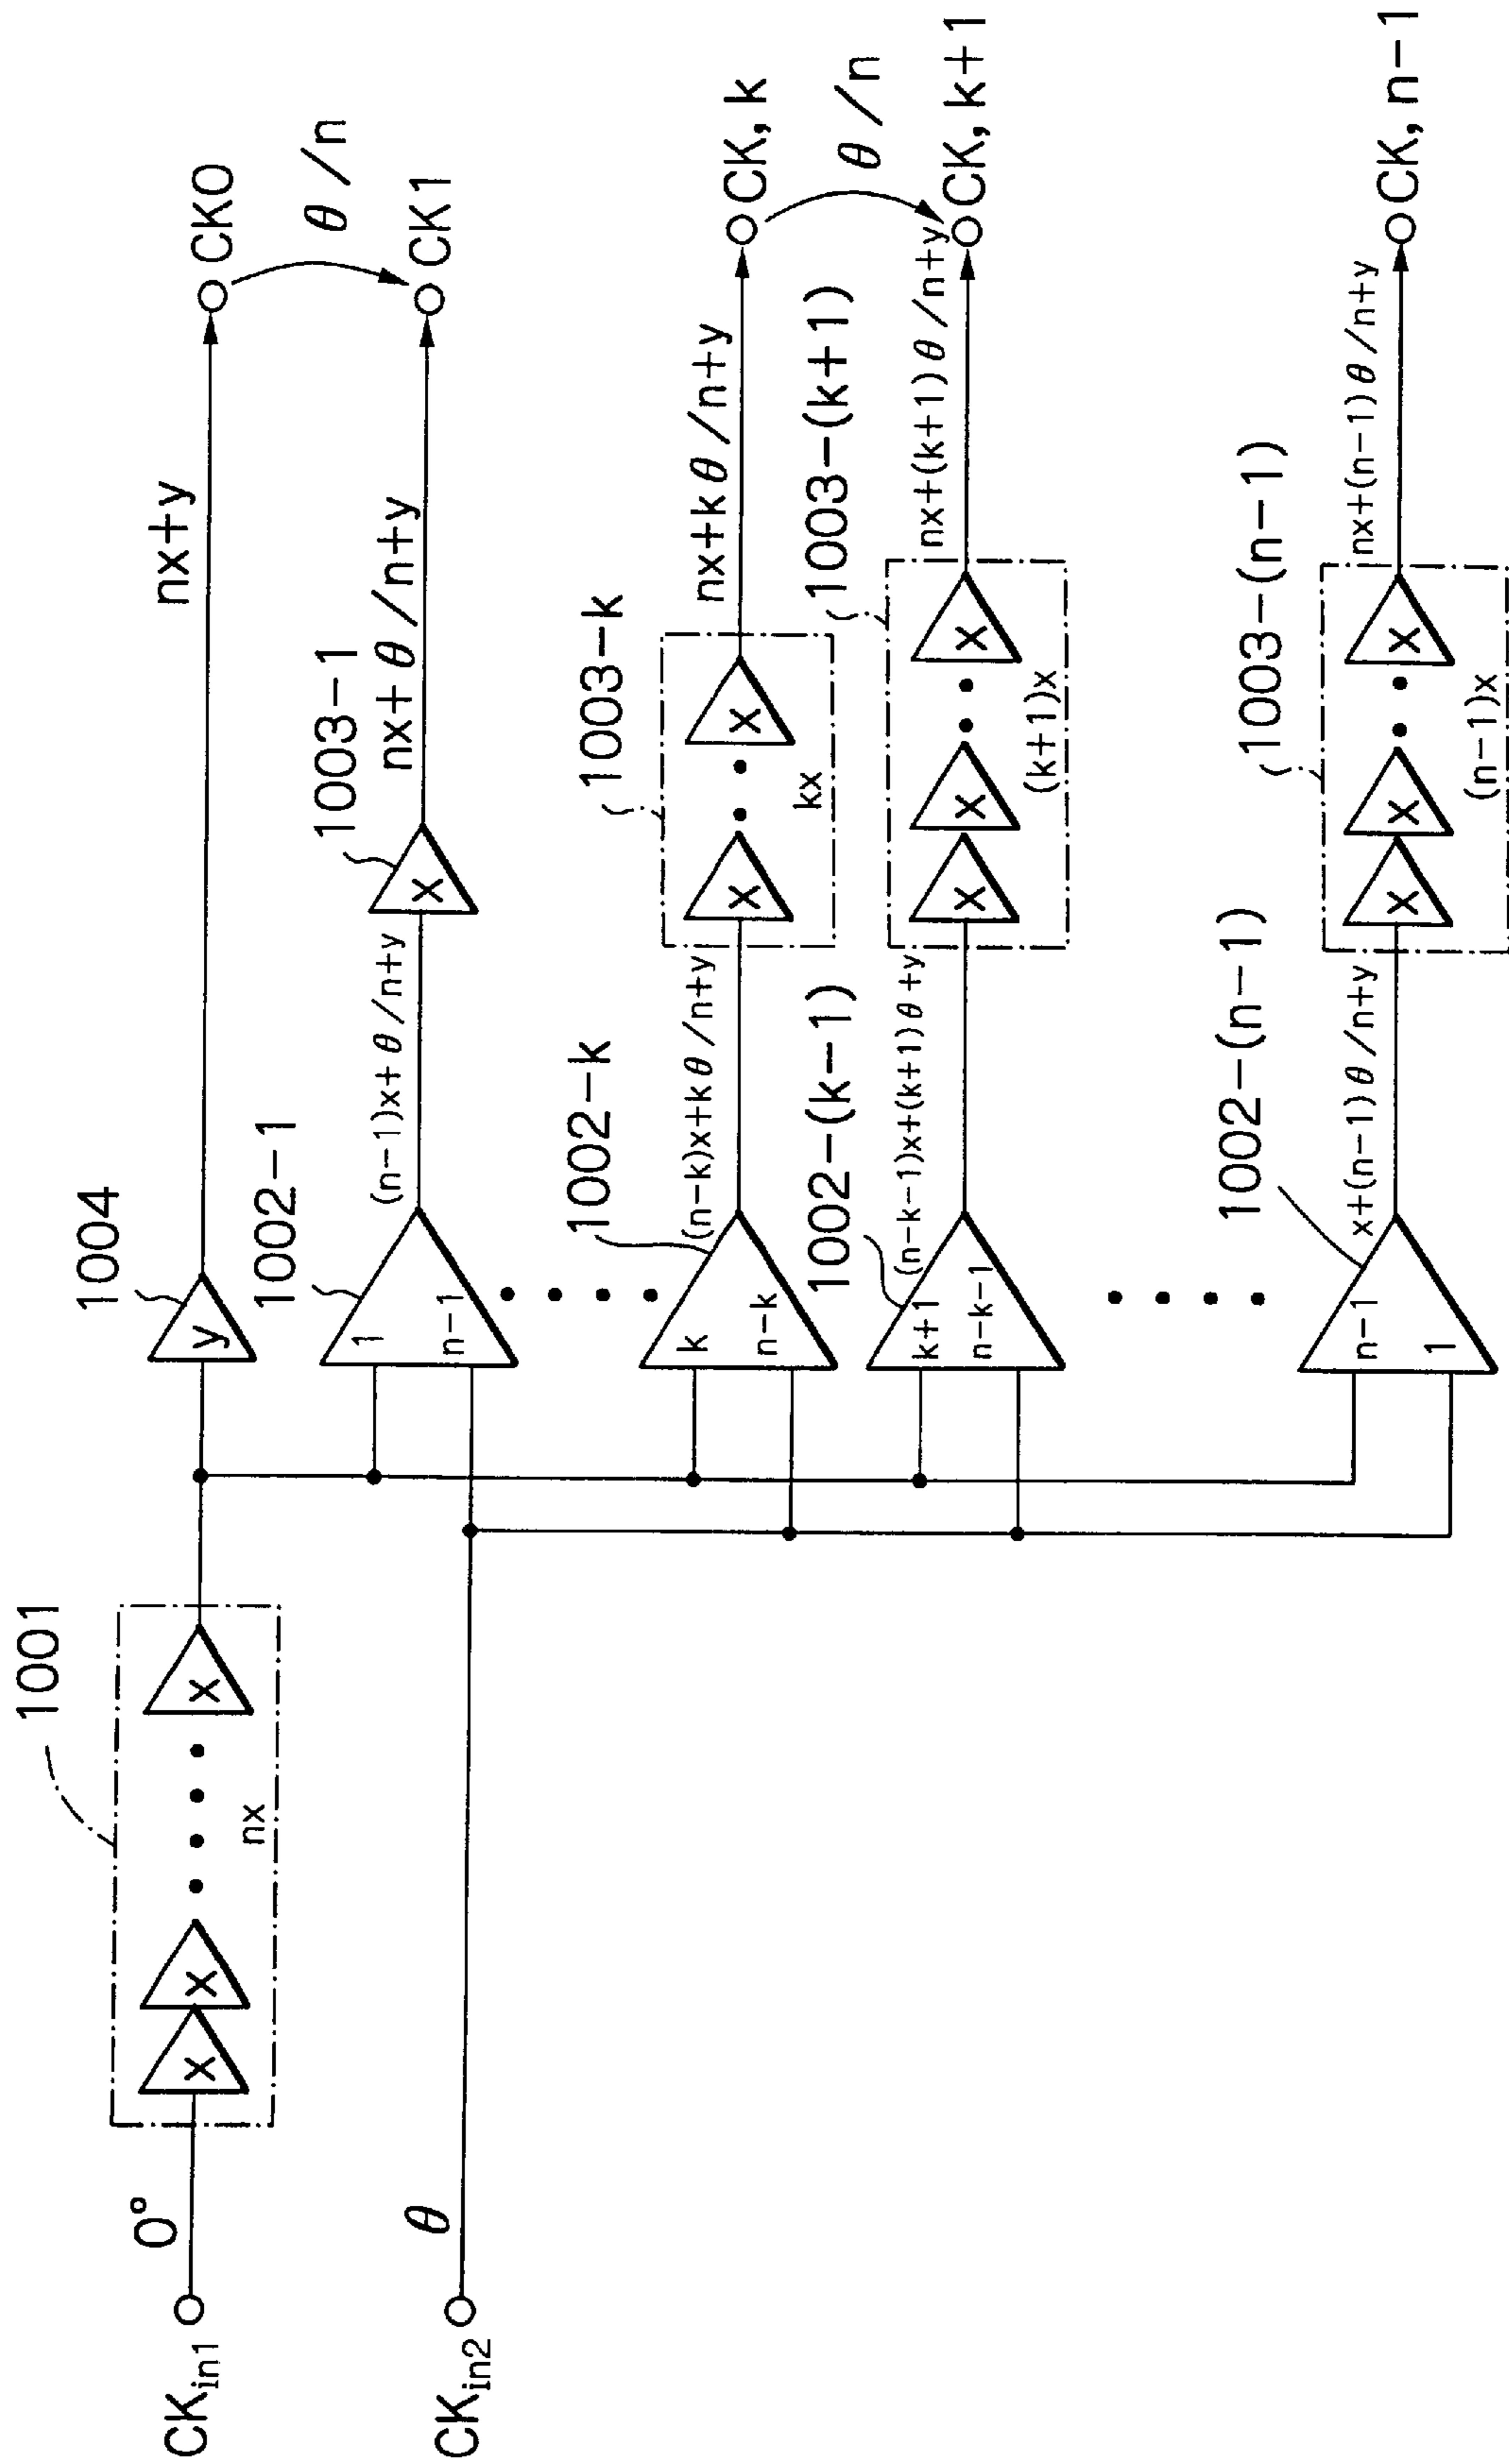 CKin1
0°
x
x
x
nx
1001
y
1004
nx+y
CK0
θ/n
CKin2
θ
1
n-1
1002-1
(n-1)x+θ/n+y
x
1003-1
nx+θ/n+y
CK1
k
n-k
1002-k
(n-k)x+kθ/n+y
x
x
kx
1003-k
nx+kθ/n+y
CK,k
θ/n
k+1
n-k-1
1002-(k-1)
(n-k-1)x+(k+1)θ+y
x
x
x
(k+1)x
1003-(k+1)
nx+(k+1)θ/n+y
CK,k+1
n-1
1
1002-(n-1)
x+(n-1)θ/n+y
x
x
x
(n-1)x
1003-(n-1)
nx+(n-1)θ/n+y
CK,n-1